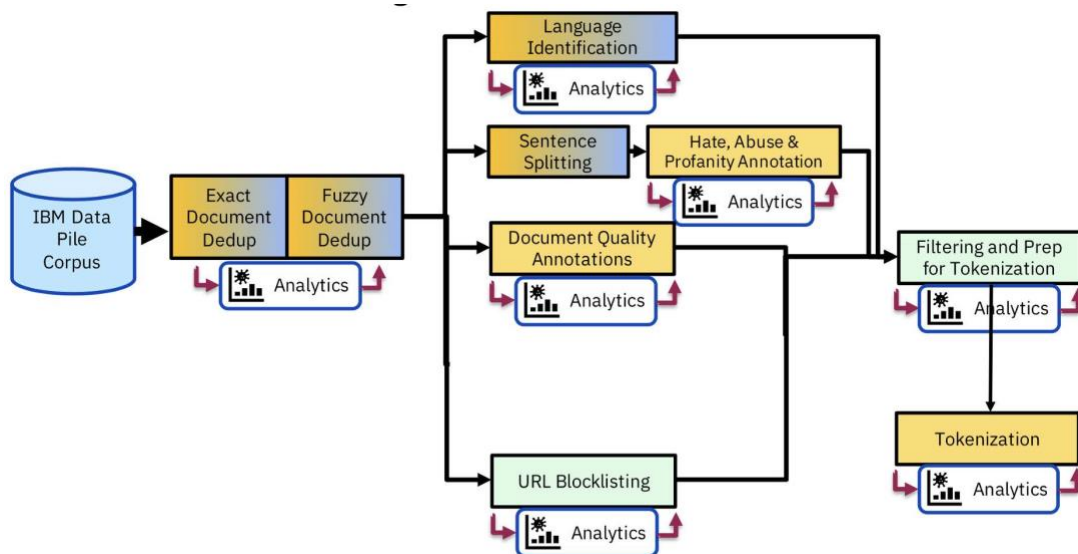 IBM Data
Pile
Corpus
Exact
Document
Dedup
Fuzzy
Document
Dedup
Analytics
Language
Identification
Analytics
Sentence
Splitting
Hate, Abuse &
Profanity Annotation
Analytics
Document Quality
Annotations
Analytics
URL Blocklisting
Analytics
Filtering and Prep
for Tokenization
Analytics
Tokenization
Analytics